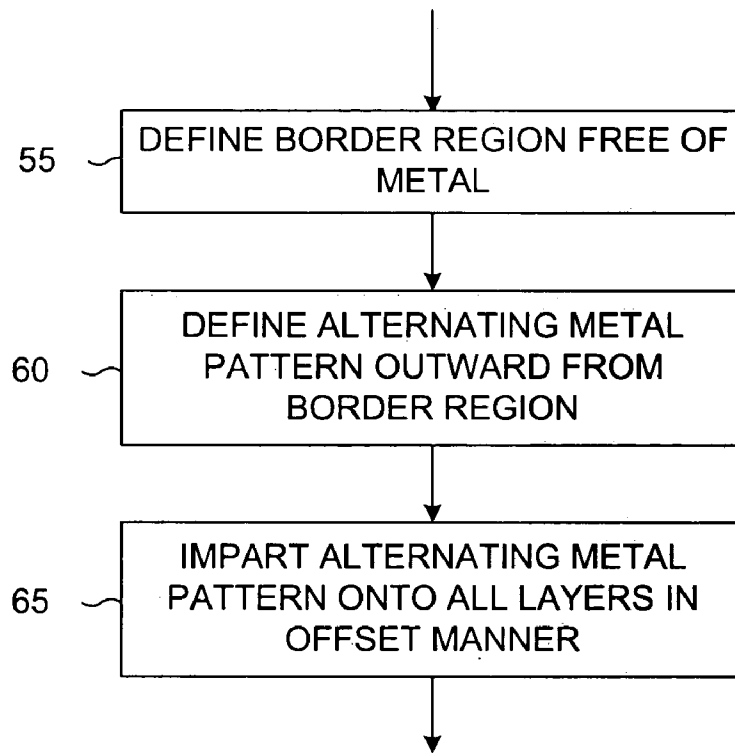 55
DEFINE BORDER REGION FREE OF
METAL
60
DEFINE ALTERNATING METAL
PATTERN OUTWARD FROM
BORDER REGION
65
IMPART ALTERNATING METAL
PATTERN ONTO ALL LAYERS IN
OFFSET MANNER